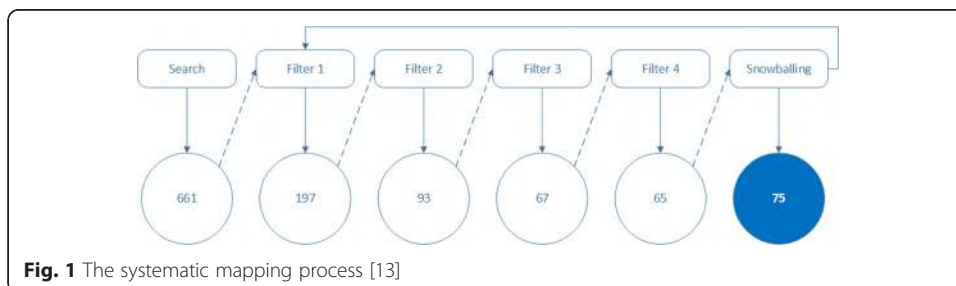 Search Filter 1 Filter 2 Filter 3 Filter 4 Snowballing
661 197 93 67 65 75
Fig. 1 The systematic mapping process [13]